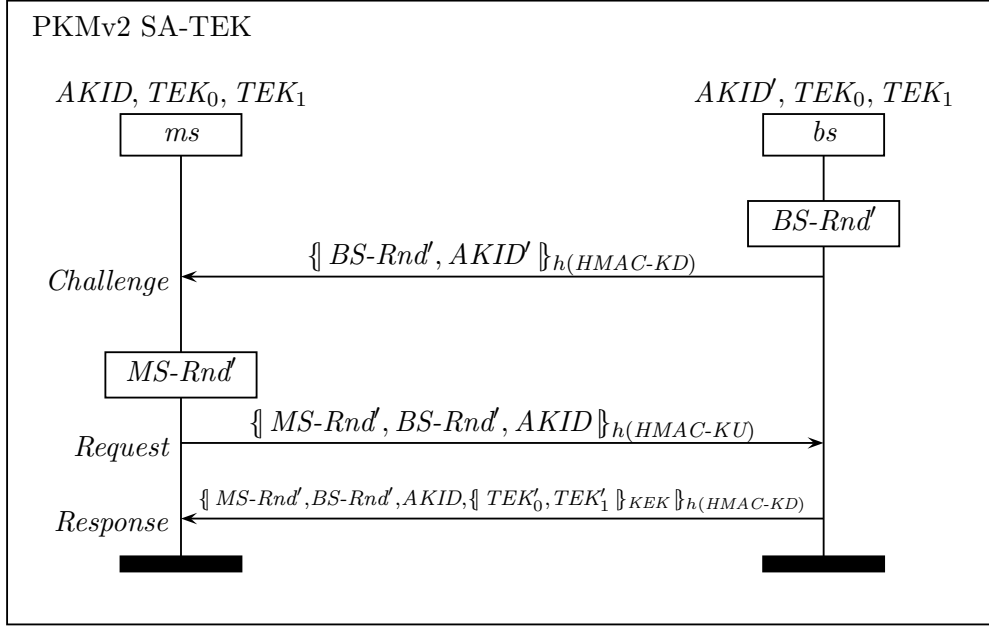 PKMv2 SA-TEK
AKID, TEK₀, TEK₁
AKID′, TEK₀, TEK₁
ms
bs
BS-Rnd′
{| BS-Rnd′, AKID′ |}h(HMAC-KD)
Challenge
MS-Rnd′
{| MS-Rnd′, BS-Rnd′, AKID |}h(HMAC-KU)
Request
{| MS-Rnd′,BS-Rnd′,AKID,{| TEK′₀,TEK′₁ |}KEK |}h(HMAC-KD)
Response